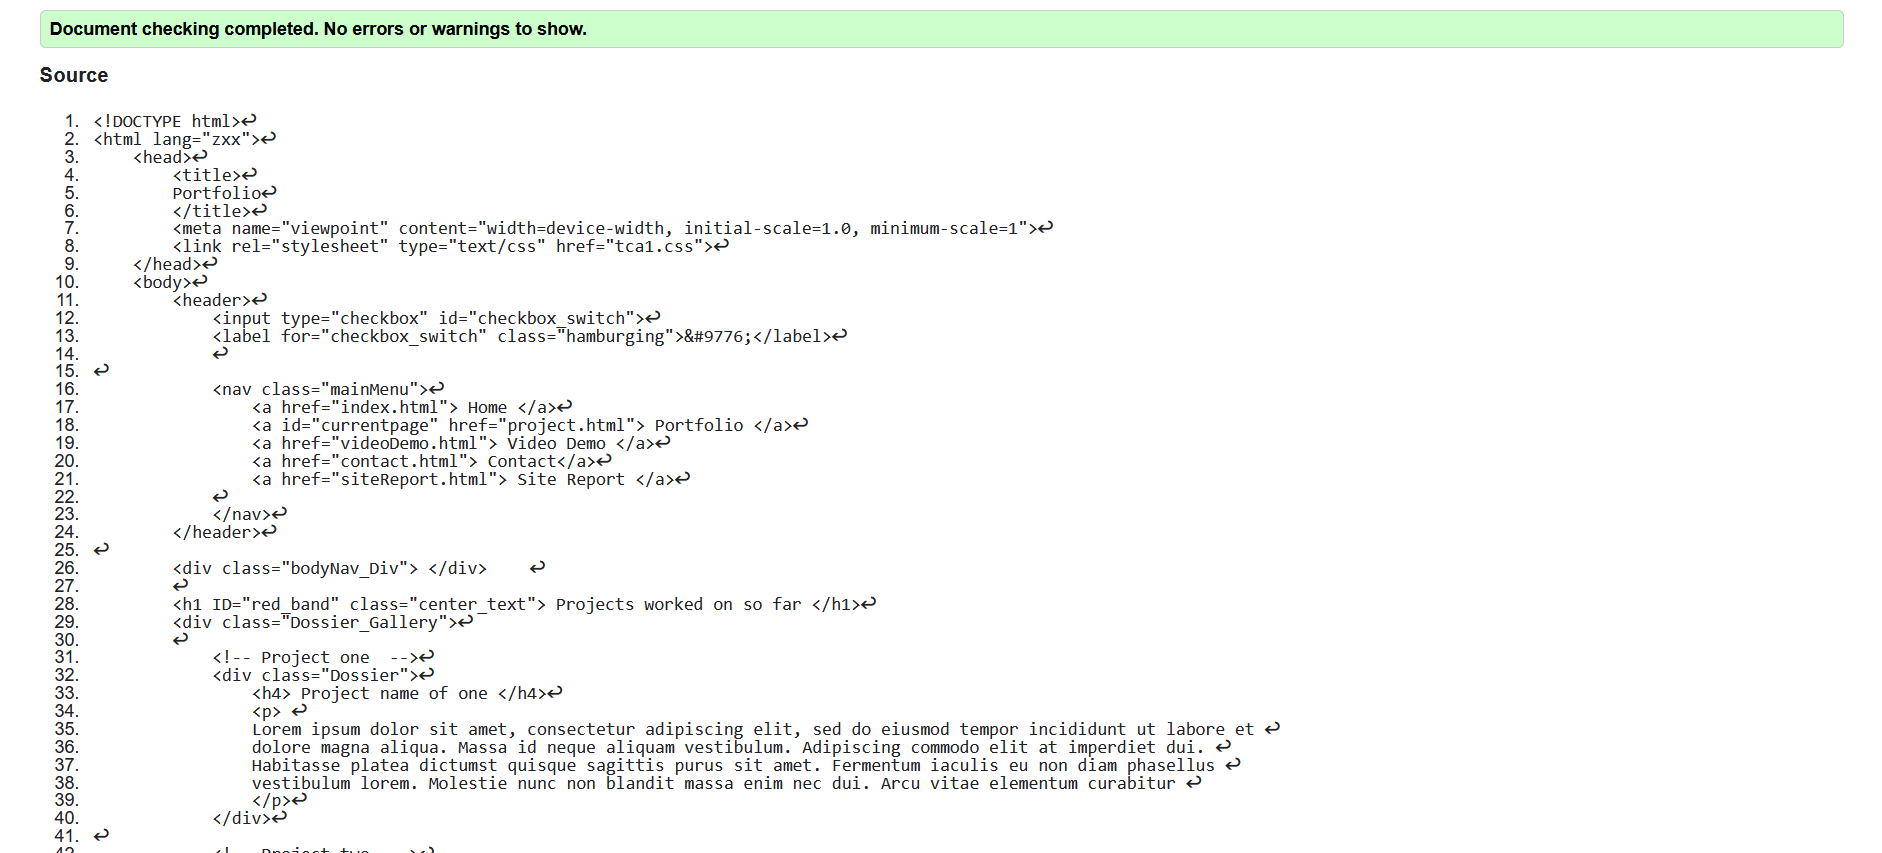 Document checking completed. No errors or warnings to show.
Source
1. <!DOCTYPE html>↩
2. <html lang="zxx">↩
3.     <head>↩
4.         <title>↩
5.         Portfolio↩
6.         </title>↩
7.         <meta name="viewpoint" content="width=device-width, initial-scale=1.0, minimum-scale=1">↩
8.         <link rel="stylesheet" type="text/css" href="tca1.css">↩
9.     </head>↩
10.     <body>↩
11.         <header>↩
12.             <input type="checkbox" id="checkbox_switch">↩
13.             <label for="checkbox_switch" class="hamburging">&#9776;</label>↩
14.             ↩
15. ↩
16.             <nav class="mainMenu">↩
17.                 <a href="index.html"> Home </a>↩
18.                 <a id="currentpage" href="project.html"> Portfolio </a>↩
19.                 <a href="videoDemo.html"> Video Demo </a>↩
20.                 <a href="contact.html"> Contact</a>↩
21.                 <a href="siteReport.html"> Site Report </a>↩
22.             ↩
23.             </nav>↩
24.         </header>↩
25. ↩
26.         <div class="bodyNav_Div"> </div>    ↩
27.         ↩
28.         <h1 ID="red_band" class="center_text"> Projects worked on so far </h1>↩
29.         <div class="Dossier_Gallery">↩
30.         ↩
31.             <!-- Project one  -->↩
32.             <div class="Dossier">↩
33.                 <h4> Project name of one </h4>↩
34.                 <p> ↩
35.                 Lorem ipsum dolor sit amet, consectetur adipiscing elit, sed do eiusmod tempor incididunt ut labore et ↩
36.                 dolore magna aliqua. Massa id neque aliquam vestibulum. Adipiscing commodo elit at imperdiet dui. ↩
37.                 Habitasse platea dictumst quisque sagittis purus sit amet. Fermentum iaculis eu non diam phasellus ↩
38.                 vestibulum lorem. Molestie nunc non blandit massa enim nec dui. Arcu vitae elementum curabitur ↩
39.                 </p>↩
40.             </div>↩
41. ↩